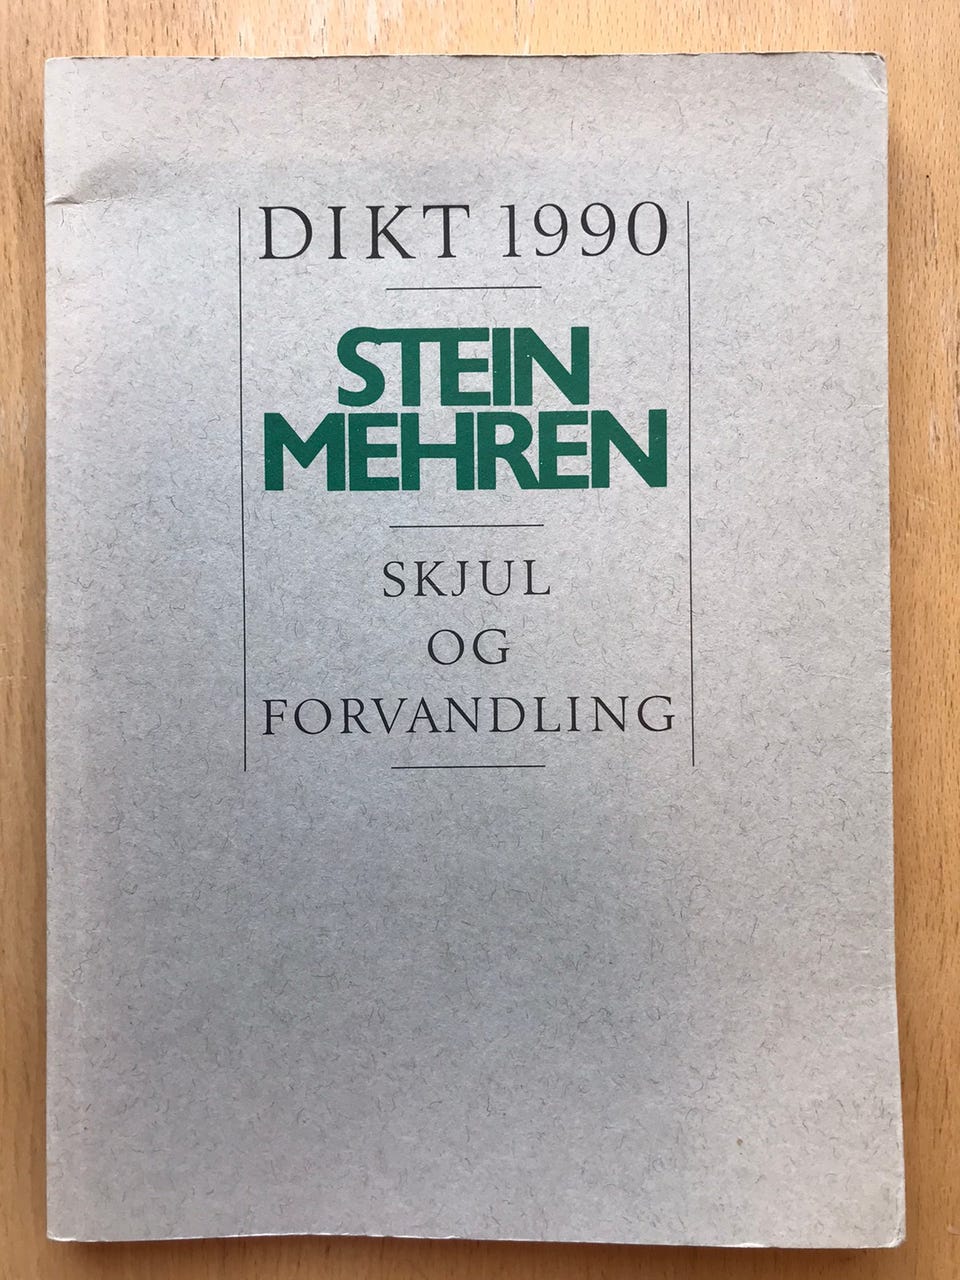 DIKT 1990
STEIN
MEHREN
SKJUL
OG
FORVANDLING